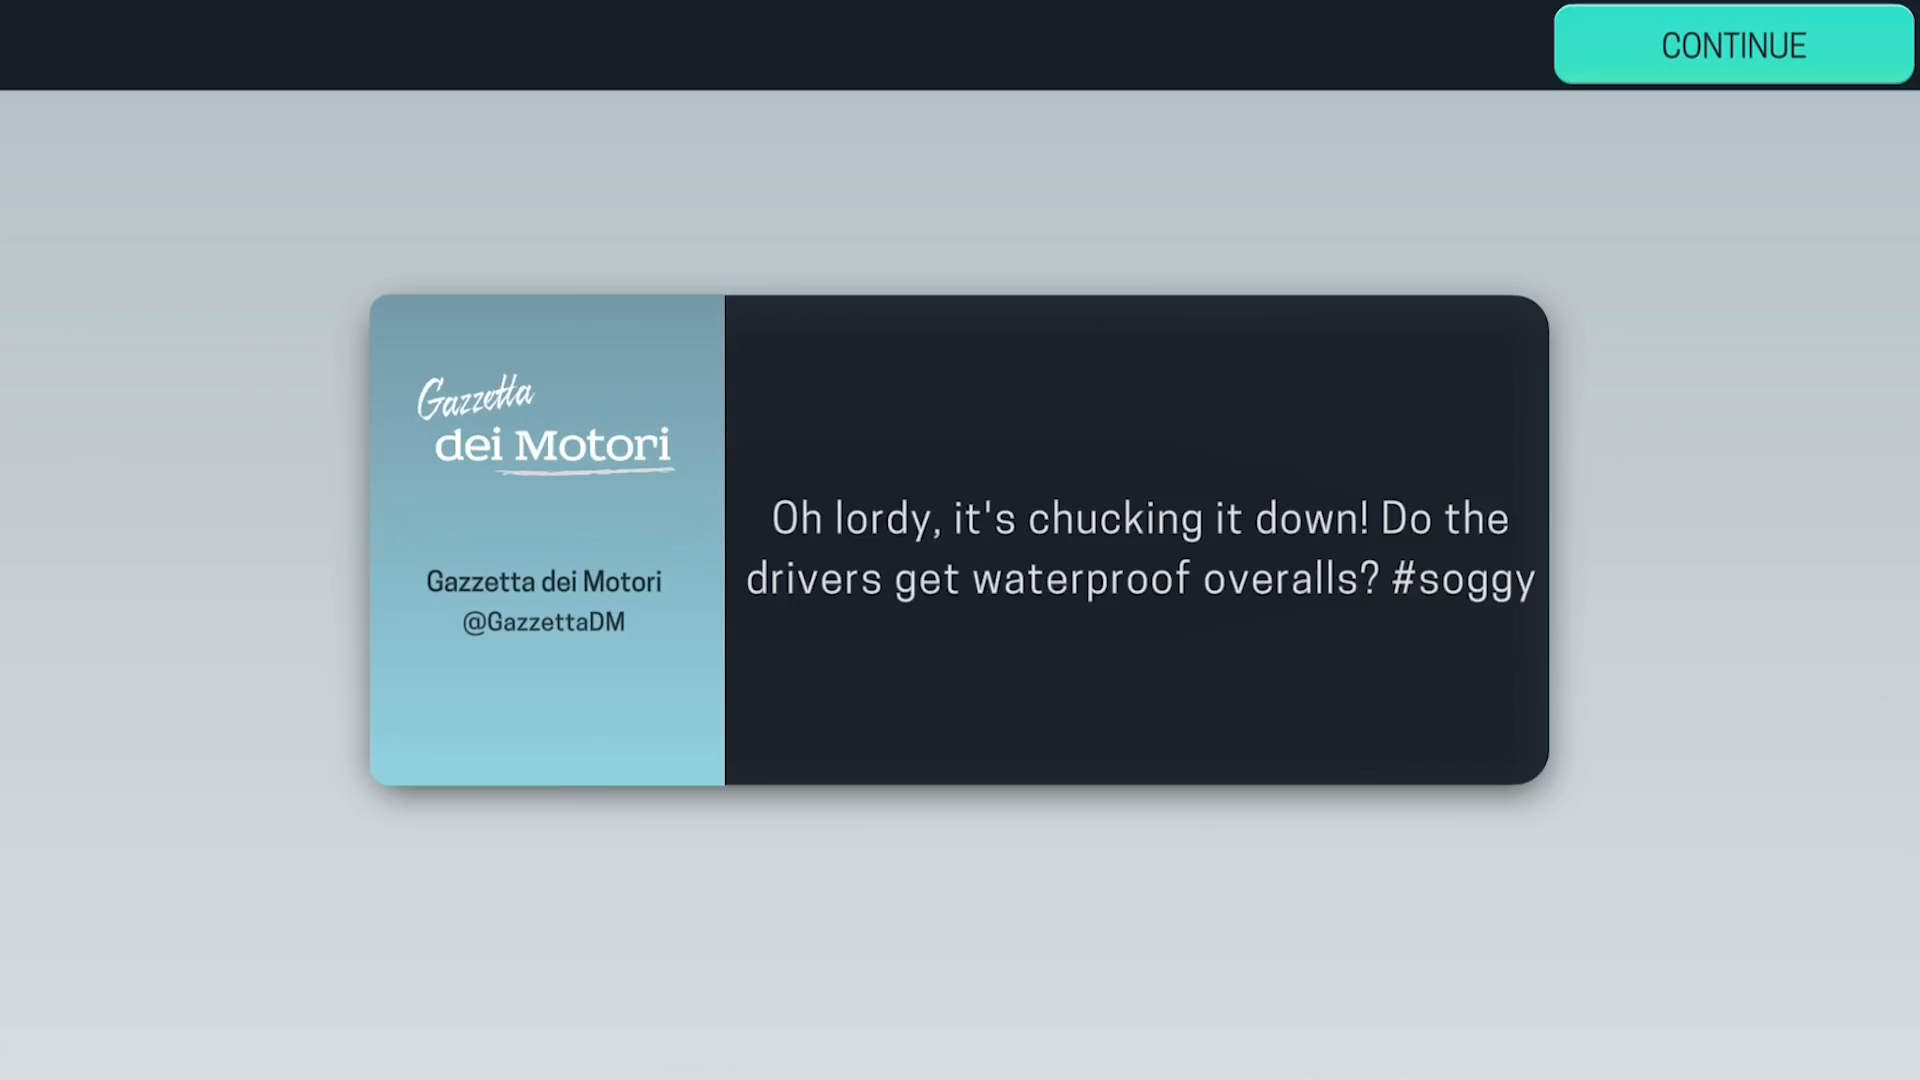 CONTINUE
Gazzetta
dei Motori
Gazzetta dei Motori
@GazzettaDM
Oh lordy, it's chucking it down! Do the
drivers get waterproof overalls? #soggy